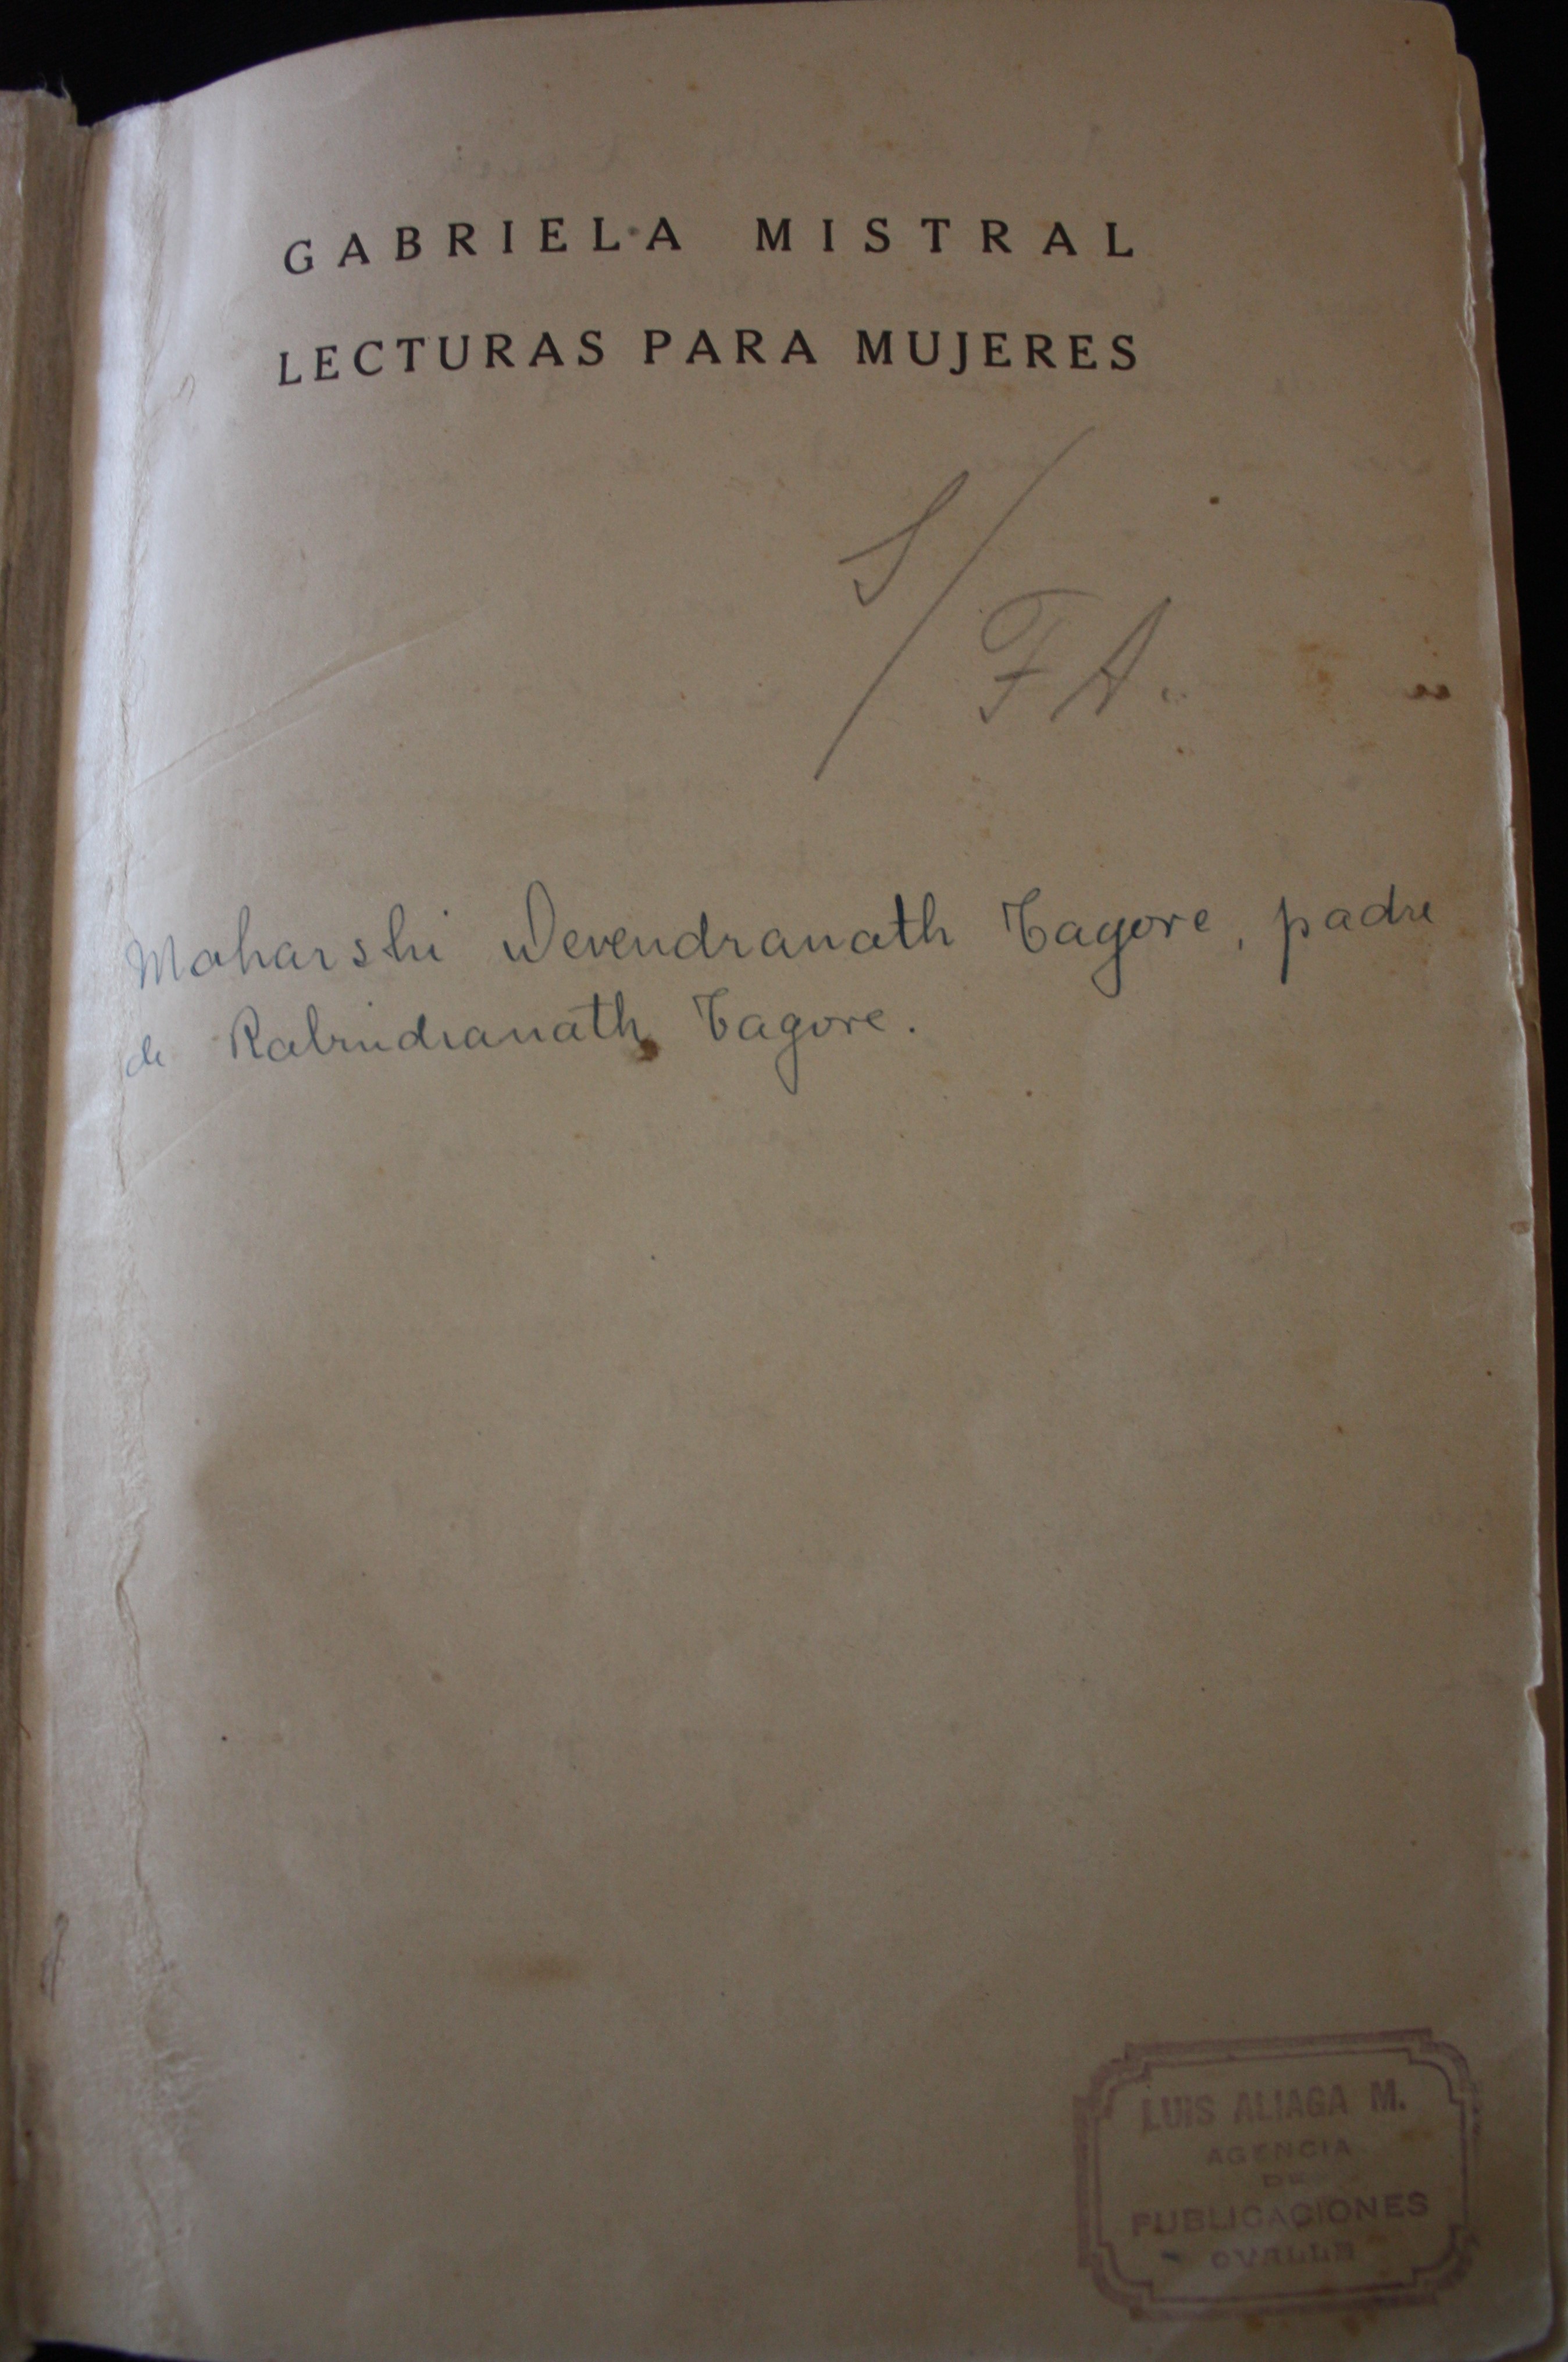 GABRIELA MISTRAL
LECTURAS PARA MUJERES
S/
FA.
Maharshi Devendranath Tagore, padre
de Rabindranath Tagore.
LUIS ALIAGA M.
AGENCIA
DE
PUBLICACIONES
OVALLE